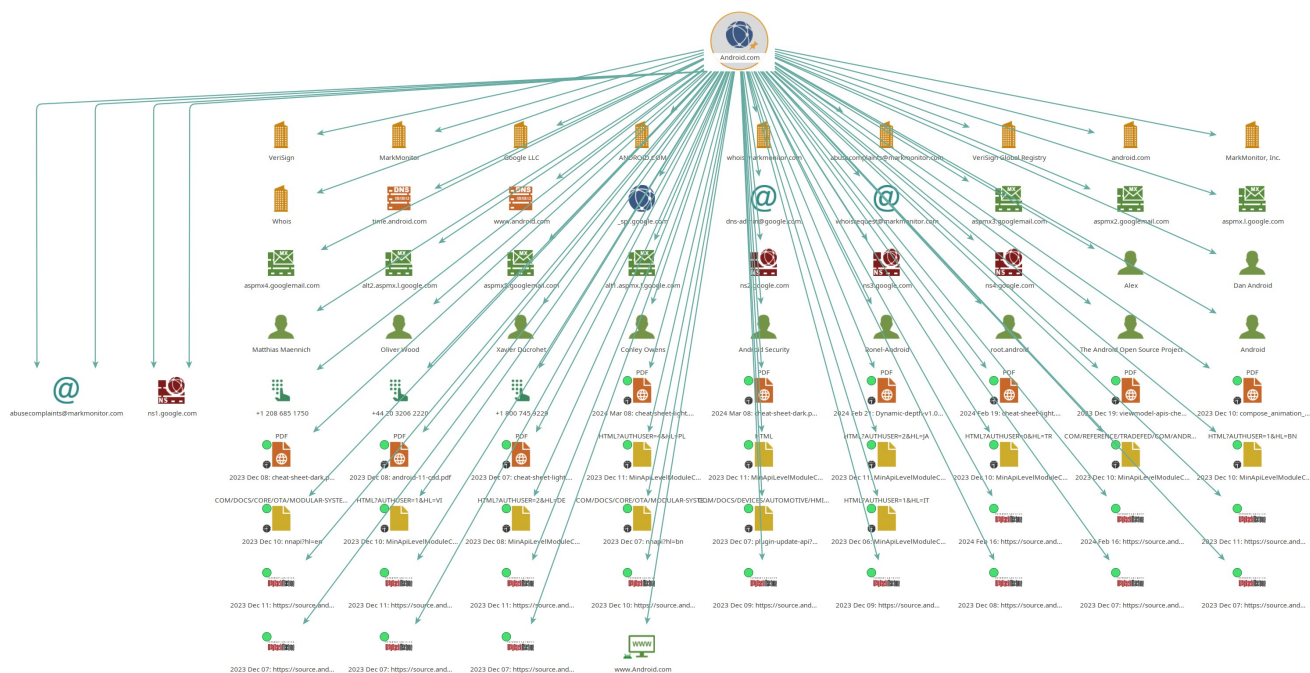 Android.com
VeriSign
MarkMonitor
Google LLC
ANDROID.COM
whois.markmonitor.com
abusecomplaints@markmonitor.com
VeriSign Global Registry
android.com
MarkMonitor, Inc.
Whois
DNS
time.android.com
DNS
www.android.com
_spf.google.com
@
dns-admin@google.com
@
whoisrequest@markmonitor.com
MX
aspmx3.googlemail.com
MX
aspmx2.googlemail.com
MX
aspmx.l.google.com
MX
aspmx4.googlemail.com
MX
alt2.aspmx.l.google.com
MX
aspmx5.googlemail.com
MX
alt1.aspmx.l.google.com
NS
ns2.google.com
NS
ns3.google.com
NS
ns4.google.com
Alex
Dan Android
Matthias Maennich
Oliver Wood
Xavier Ducrohet
Conley Owens
Android Security
Ronel-Android
root.android
The Android Open Source Project
Android
@
abusecomplaints@markmonitor.com
NS
ns1.google.com
+1 208 685 1750
+44 20 3206 2220
+1 800 745 9229
PDF
2024 Mar 08: cheat-sheet-light....
PDF
2024 Mar 08: cheat-sheet-dark.p...
PDF
2024 Feb 21: Dynamic-depth-v1.0...
PDF
2024 Feb 19: cheat-sheet-light....
PDF
2023 Dec 19: viewmodel-apis-che...
PDF
2023 Dec 10: compose_animation_...
PDF
2023 Dec 08: cheat-sheet-dark.p...
PDF
2023 Dec 08: android-11-cdd.pdf
PDF
2023 Dec 07: cheat-sheet-light....
HTML?AUTHUSER=4&HL=PL
2023 Dec 11: MinApiLevelModuleC...
HTML
2023 Dec 11: MinApiLevelModuleC...
HTML?AUTHUSER=2&HL=JA
2023 Dec 11: MinApiLevelModuleC...
HTML?AUTHUSER=0&HL=TR
2023 Dec 10: MinApiLevelModuleC...
COM/REFERENCE/TRADEFED/COM/ANDR...
2023 Dec 10: MinApiLevelModuleC...
HTML?AUTHUSER=1&HL=BN
2023 Dec 10: MinApiLevelModuleC...
COM/DOCS/CORE/OTA/MODULAR-SYSTE...
2023 Dec 10: nnapi?hl=en
HTML?AUTHUSER=1&HL=VI
2023 Dec 10: MinApiLevelModuleC...
HTML?AUTHUSER=2&HL=DE
2023 Dec 08: MinApiLevelModuleC...
COM/DOCS/CORE/OTA/MODULAR-SYSTE...
2023 Dec 07: nnapi?hl=bn
COM/DOCS/DEVICES/AUTOMOTIVE/HMI...
2023 Dec 07: plugin-update-api?...
HTML?AUTHUSER=1&HL=IT
2023 Dec 06: MinApiLevelModuleC...
2024 Feb 16: https://source.and...
2024 Feb 16: https://source.and...
2023 Dec 11: https://source.and...
2023 Dec 11: https://source.and...
2023 Dec 11: https://source.and...
2023 Dec 11: https://source.and...
2023 Dec 10: https://source.and...
2023 Dec 09: https://source.and...
2023 Dec 09: https://source.and...
2023 Dec 08: https://source.and...
2023 Dec 07: https://source.and...
2023 Dec 07: https://source.and...
2023 Dec 07: https://source.and...
2023 Dec 07: https://source.and...
2023 Dec 07: https://source.and...
WWW
www.Android.com